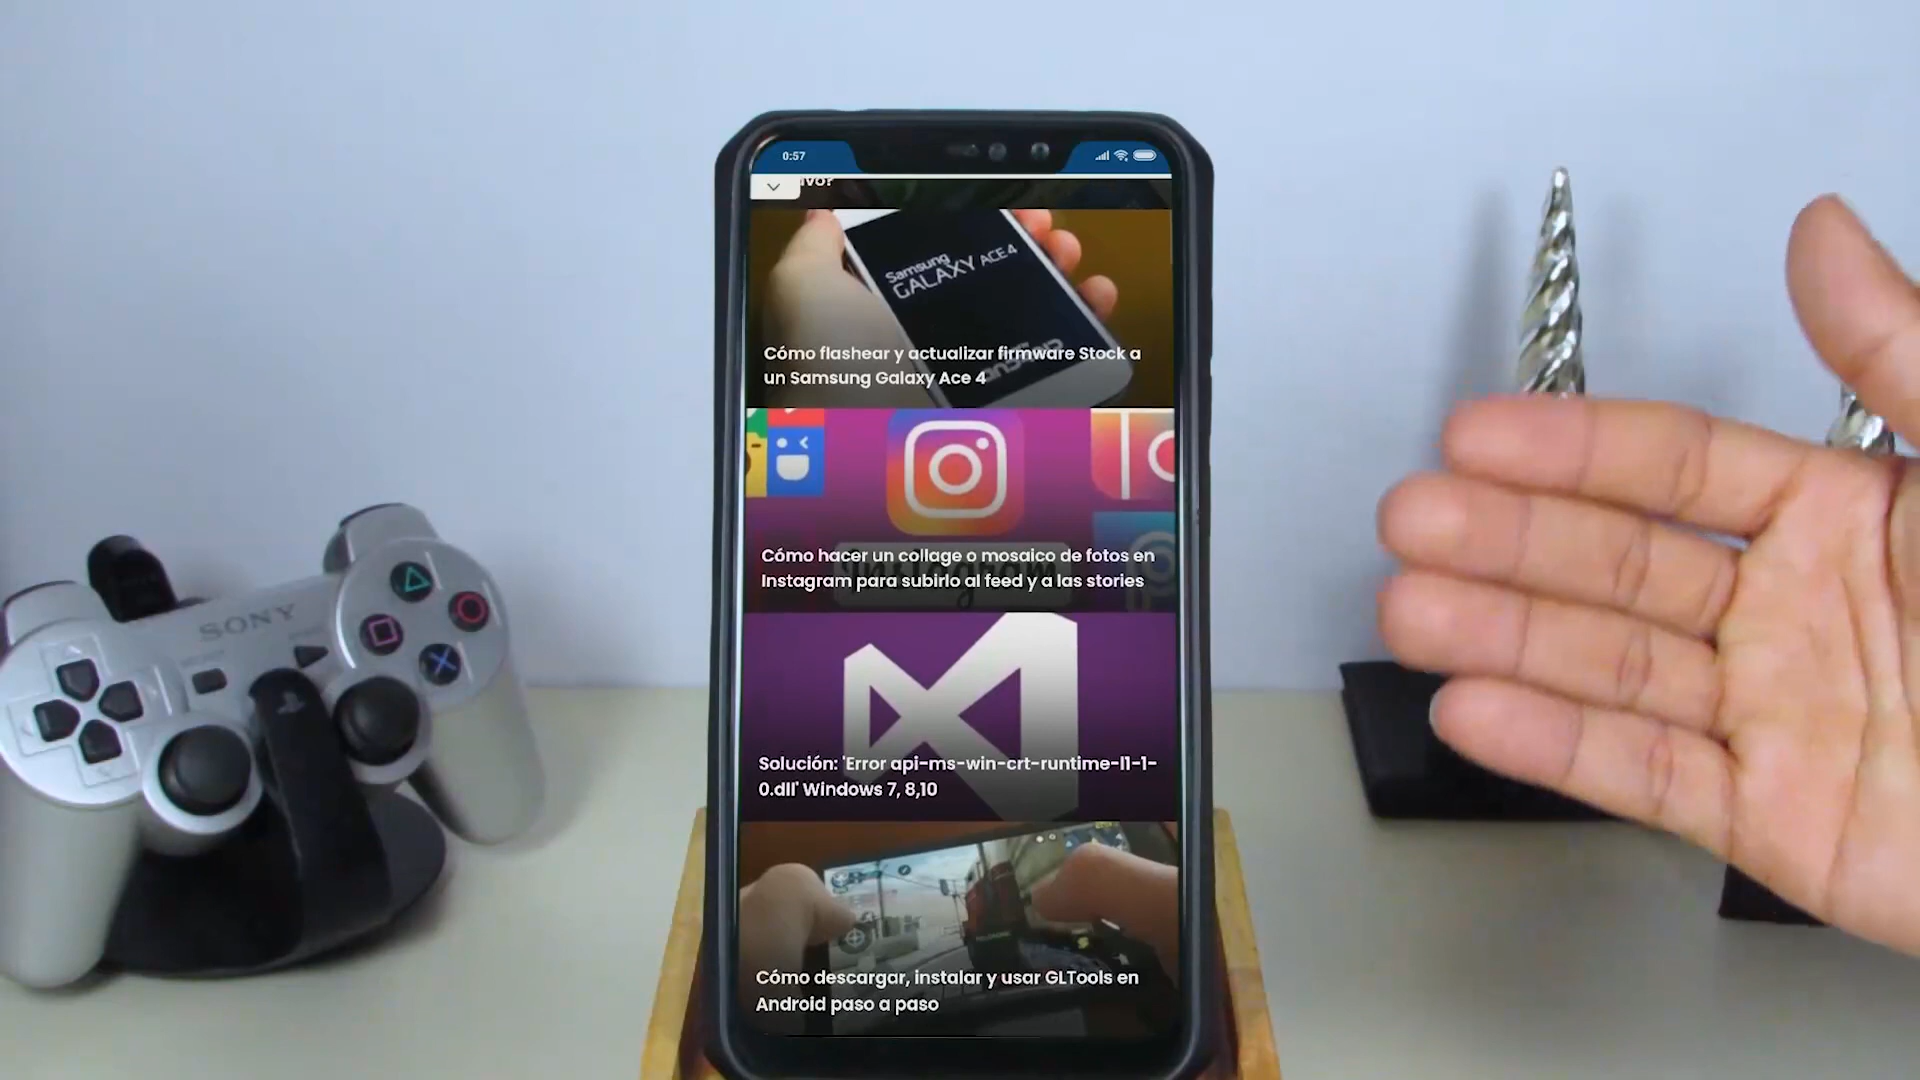 0:57
ivo?
Samsung
GALAXY ACE 4
Cómo flashear y actualizar firmware Stock a
un Samsung Galaxy Ace 4
Cómo hacer un collage o mosaico de fotos en
Instagram para subirlo al feed y a las stories
Instagram
Solución: 'Error api-ms-win-crt-runtime-l1-1-
0.dll' Windows 7, 8,10
Cómo descargar, instalar y usar GLTools en
Android paso a paso
SONY